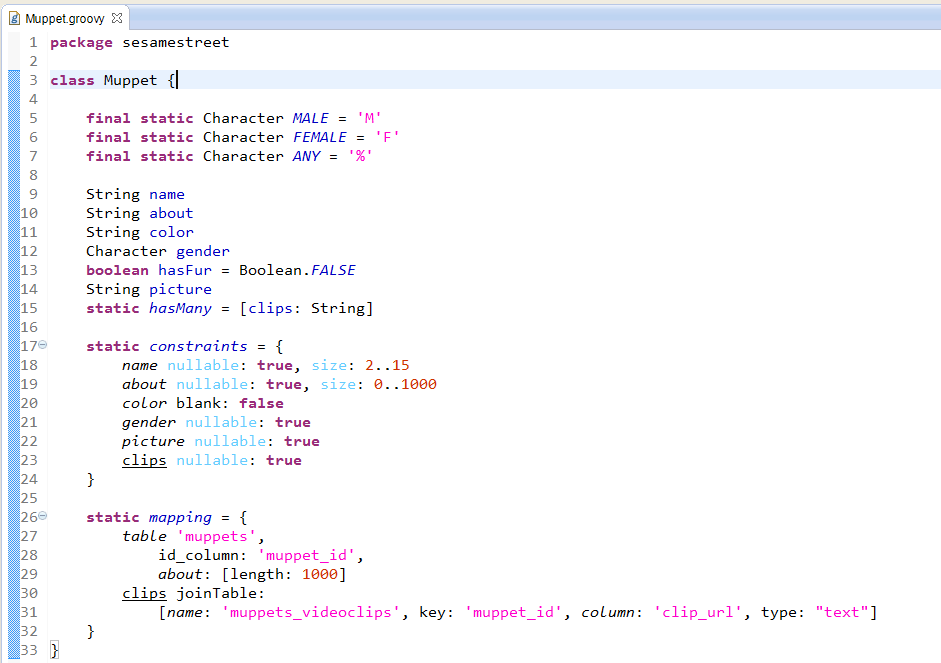 Muppet.groovy
1 package sesamestreet
2
3 class Muppet {
4
5     final static Character MALE = 'M'
6     final static Character FEMALE = 'F'
7     final static Character ANY = '%'
8
9     String name
10     String about
11     String color
12     Character gender
13     boolean hasFur = Boolean.FALSE
14     String picture
15     static hasMany = [clips: String]
16
17     static constraints = {
18         name nullable: true, size: 2..15
19         about nullable: true, size: 0..1000
20         color blank: false
21         gender nullable: true
22         picture nullable: true
23         clips nullable: true
24     }
25
26     static mapping = {
27         table 'muppets',
28             id_column: 'muppet_id',
29             about: [length: 1000]
30         clips joinTable:
31             [name: 'muppets_videoclips', key: 'muppet_id', column: 'clip_url', type: "text"]
32     }
33 }